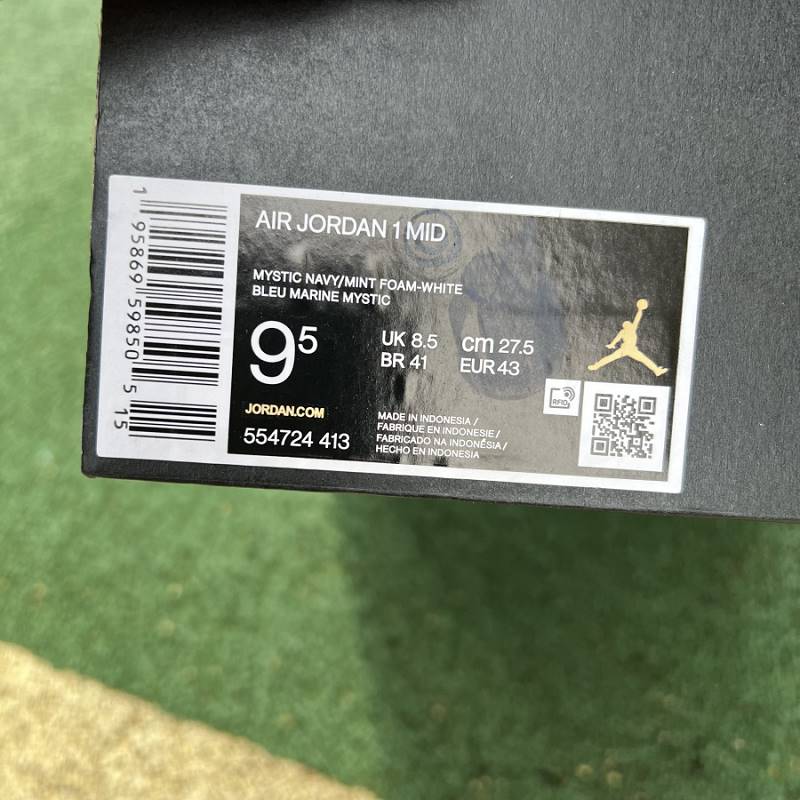 1
95869 59850
5
15
AIR JORDAN 1 MID
MYSTIC NAVY/MINT FOAM-WHITE
BLEU MARINE MYSTIC
9⁵
UK 8.5 cm 27.5
BR 41 EUR 43
JORDAN.COM
554724 413
MADE IN INDONESIA /
FABRIQUE EN INDONESIE /
FABRICADO NA INDONÉSIA /
HECHO EN INDONESIA
RFID